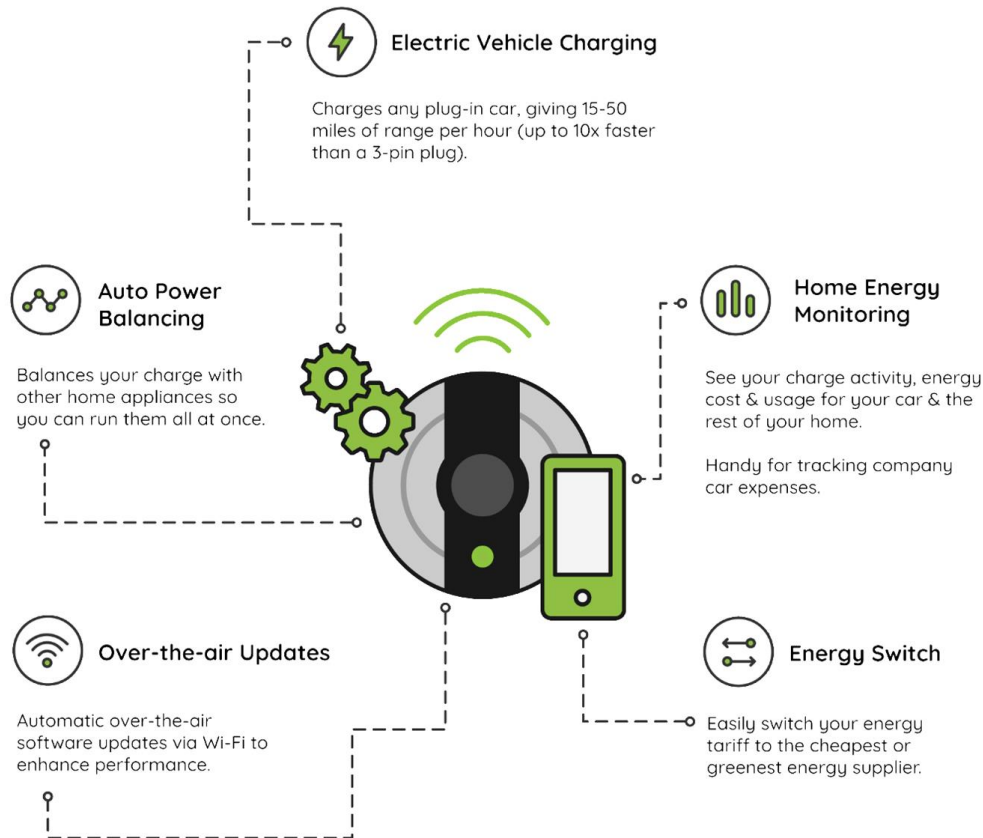 Electric Vehicle Charging
Charges any plug-in car, giving 15-50
miles of range per hour (up to 10x faster
than a 3-pin plug).
Auto Power
Balancing
Balances your charge with
other home appliances so
you can run them all at once.
Home Energy
Monitoring
See your charge activity, energy
cost & usage for your car & the
rest of your home.
Handy for tracking company
car expenses.
Over-the-air Updates
Automatic over-the-air
software updates via Wi-Fi to
enhance performance.
Energy Switch
Easily switch your energy
tariff to the cheapest or
greenest energy supplier.